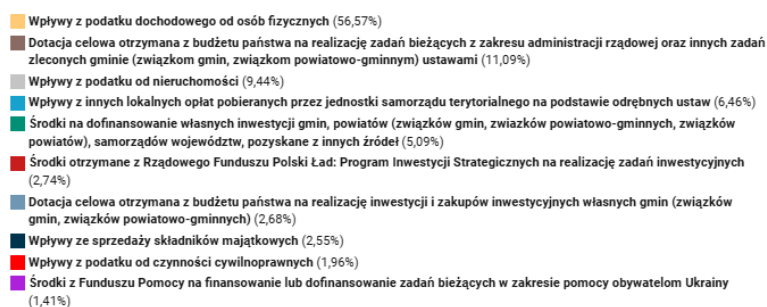 Wpływy z podatku dochodowego od osób fizycznych (56,57%)
Dotacja celowa otrzymana z budżetu państwa na realizację zadań bieżących z zakresu administracji rządowej oraz innych zadań
zleconych gminie (związkom gmin, związkom powiatowo-gminnym) ustawami (11,09%)
Wpływy z podatku od nieruchomości (9,44%)
Wpływy z innych lokalnych opłat pobieranych przez jednostki samorządu terytorialnego na podstawie odrębnych ustaw (6,46%)
Środki na dofinansowanie własnych inwestycji gmin, powiatów (związków gmin, zwiazków powiatowo-gminnych, związków
powiatów), samorządów województw, pozyskane z innych źródeł (5,09%)
Środki otrzymane z Rządowego Funduszu Polski Ład: Program Inwestycji Strategicznych na realizację zadań inwestycyjnych
(2,74%)
Dotacja celowa otrzymana z budżetu państwa na realizację inwestycji i zakupów inwestycyjnych własnych gmin (związków
gmin, związków powiatowo-gminnych) (2,68%)
Wpływy ze sprzedaży składników majątkowych (2,55%)
Wpływy z podatku od czynności cywilnoprawnych (1,96%)
Środki z Funduszu Pomocy na finansowanie lub dofinansowanie zadań bieżących w zakresie pomocy obywatelom Ukrainy
(1,41%)